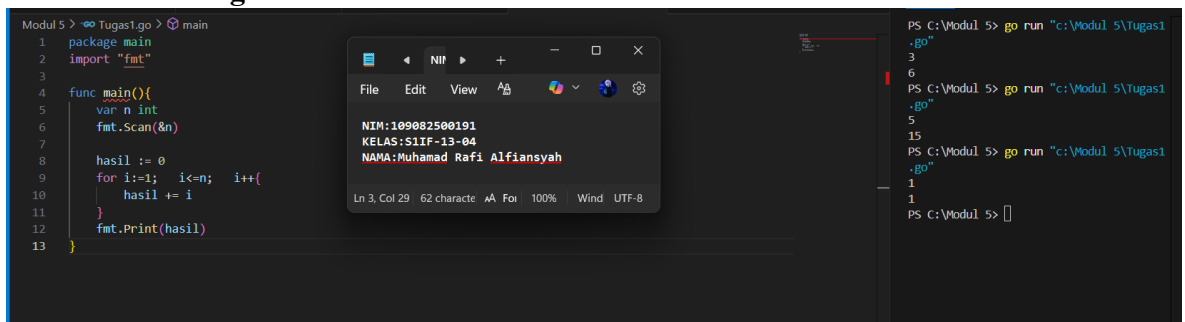 Modul 5 > Tugas1.go > main
1 package main
2 import "fmt"
3
4 func main(){
5 var n int
6 fmt.Scan(&n)
7
8 hasil := 0
9 for i:=1; i<=n; i++{
10 hasil += i
11 }
12 fmt.Print(hasil)
13 }
NIM
File Edit View
NIM:109082500191
KELAS:S1IF-13-04
NAMA:Muhamad Rafi Alfiansyah
Ln 3, Col 29 62 characte For 100% Wind UTF-8
PS C:\Modul 5> go run "c:\Modul 5\Tugas1
.go"
3
6
PS C:\Modul 5> go run "c:\Modul 5\Tugas1
.go"
5
15
PS C:\Modul 5> go run "c:\Modul 5\Tugas1
.go"
1
1
PS C:\Modul 5>